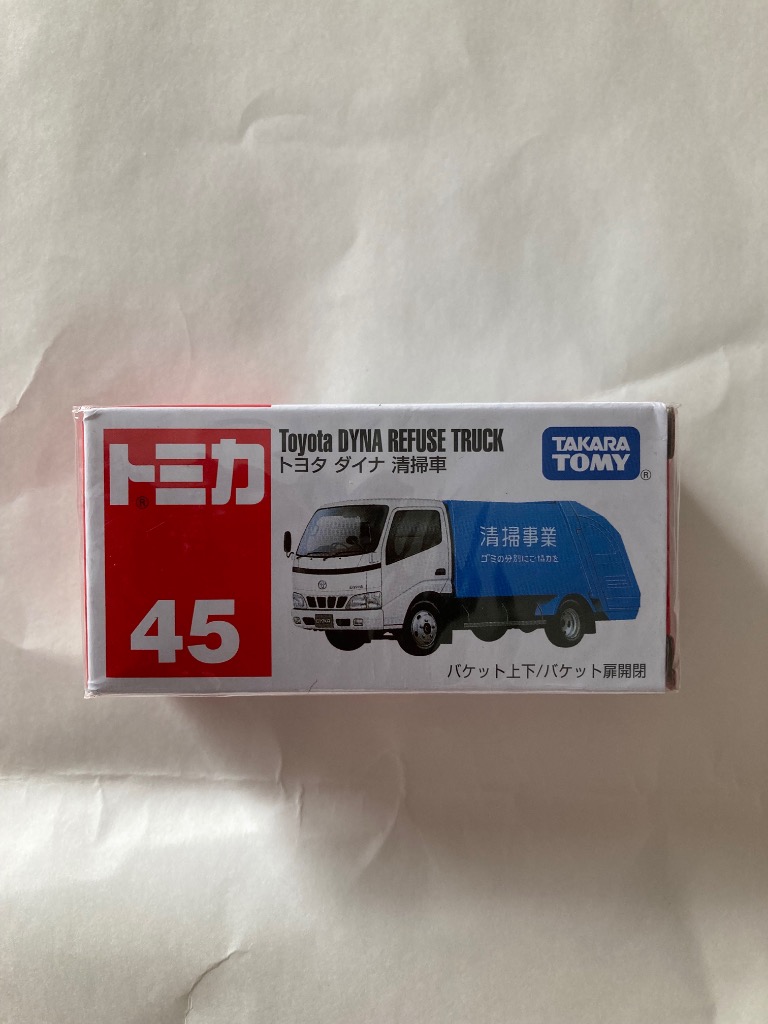 トミカ
®
45
Toyota DYNA REFUSE TRUCK
トヨタ ダイナ 清掃車
TAKARA
TOMY
®
清掃事業
ゴミの分別にご協力を
バケット上下/バケット扉開閉